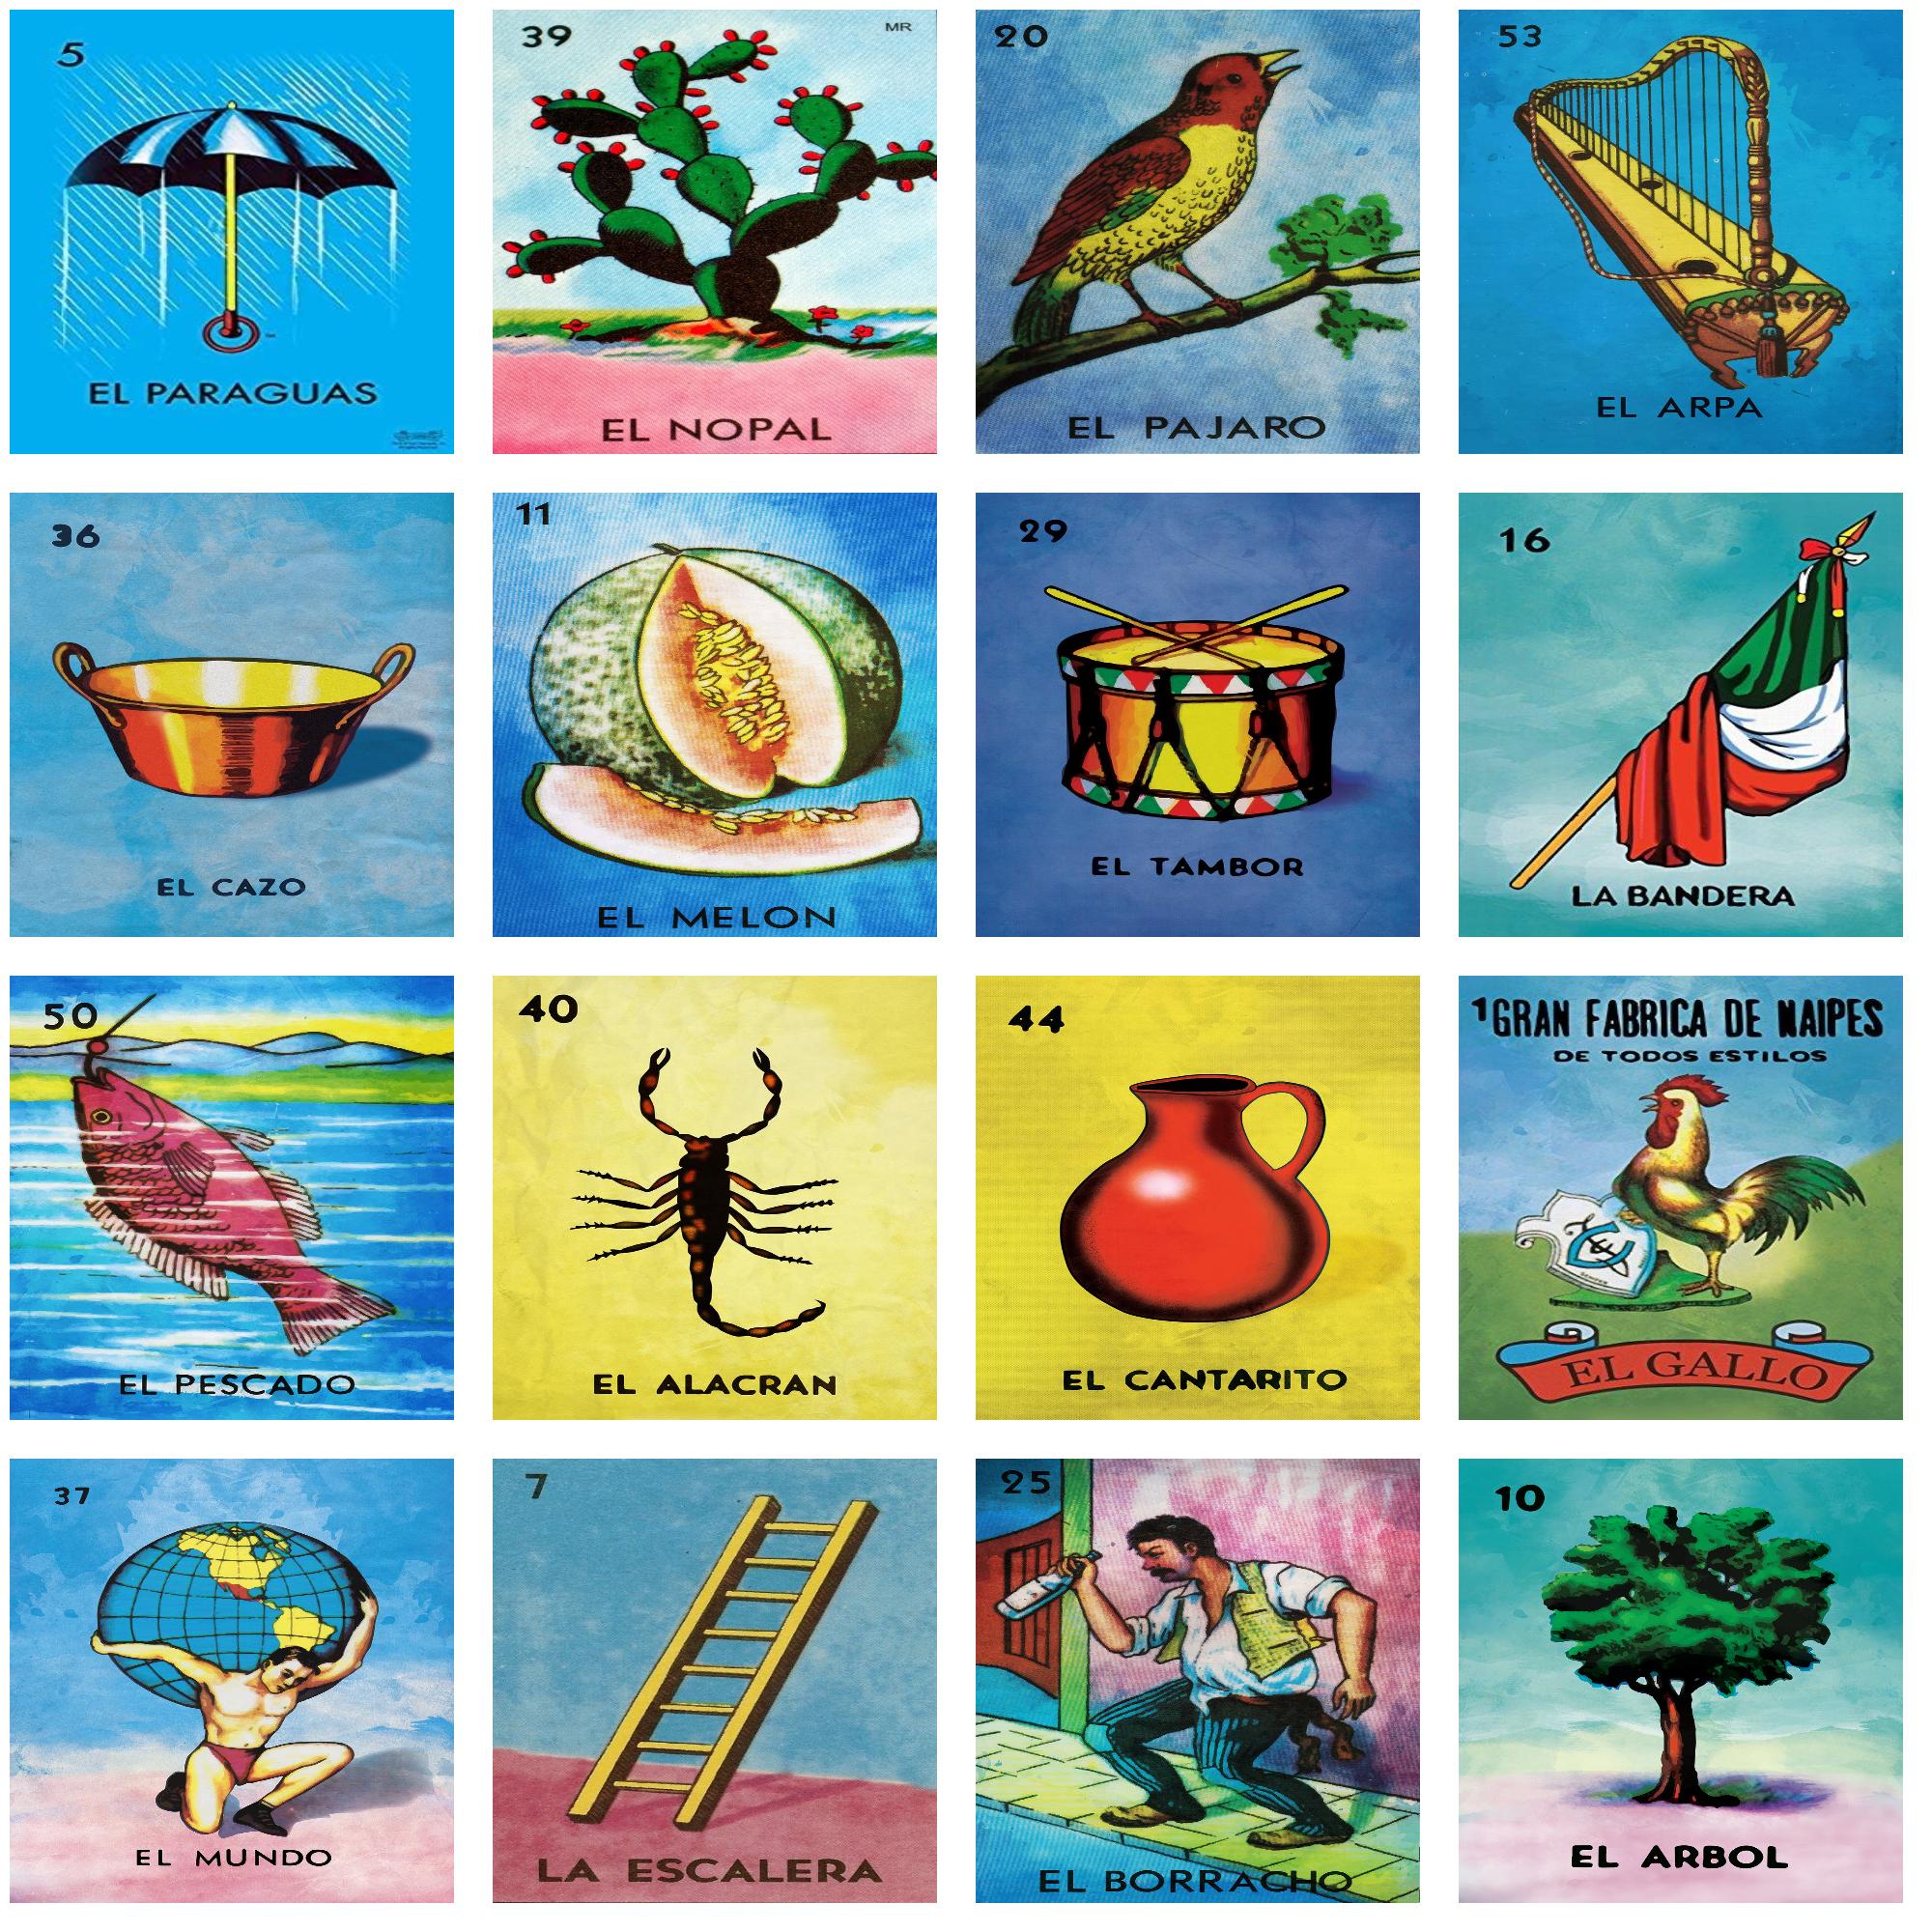 5
EL PARAGUAS
39
MR
EL NOPAL
20
EL PAJARO
53
EL ARPA
36
EL CAZO
11
EL MELON
29
EL TAMBOR
16
LA BANDERA
50
EL PESCADO
40
EL ALACRAN
44
EL CANTARITO
1 GRAN FABRICA DE NAIPES
DE TODOS ESTILOS
EL GALLO
37
EL MUNDO
7
LA ESCALERA
25
EL BORRACHO
10
EL ARBOL